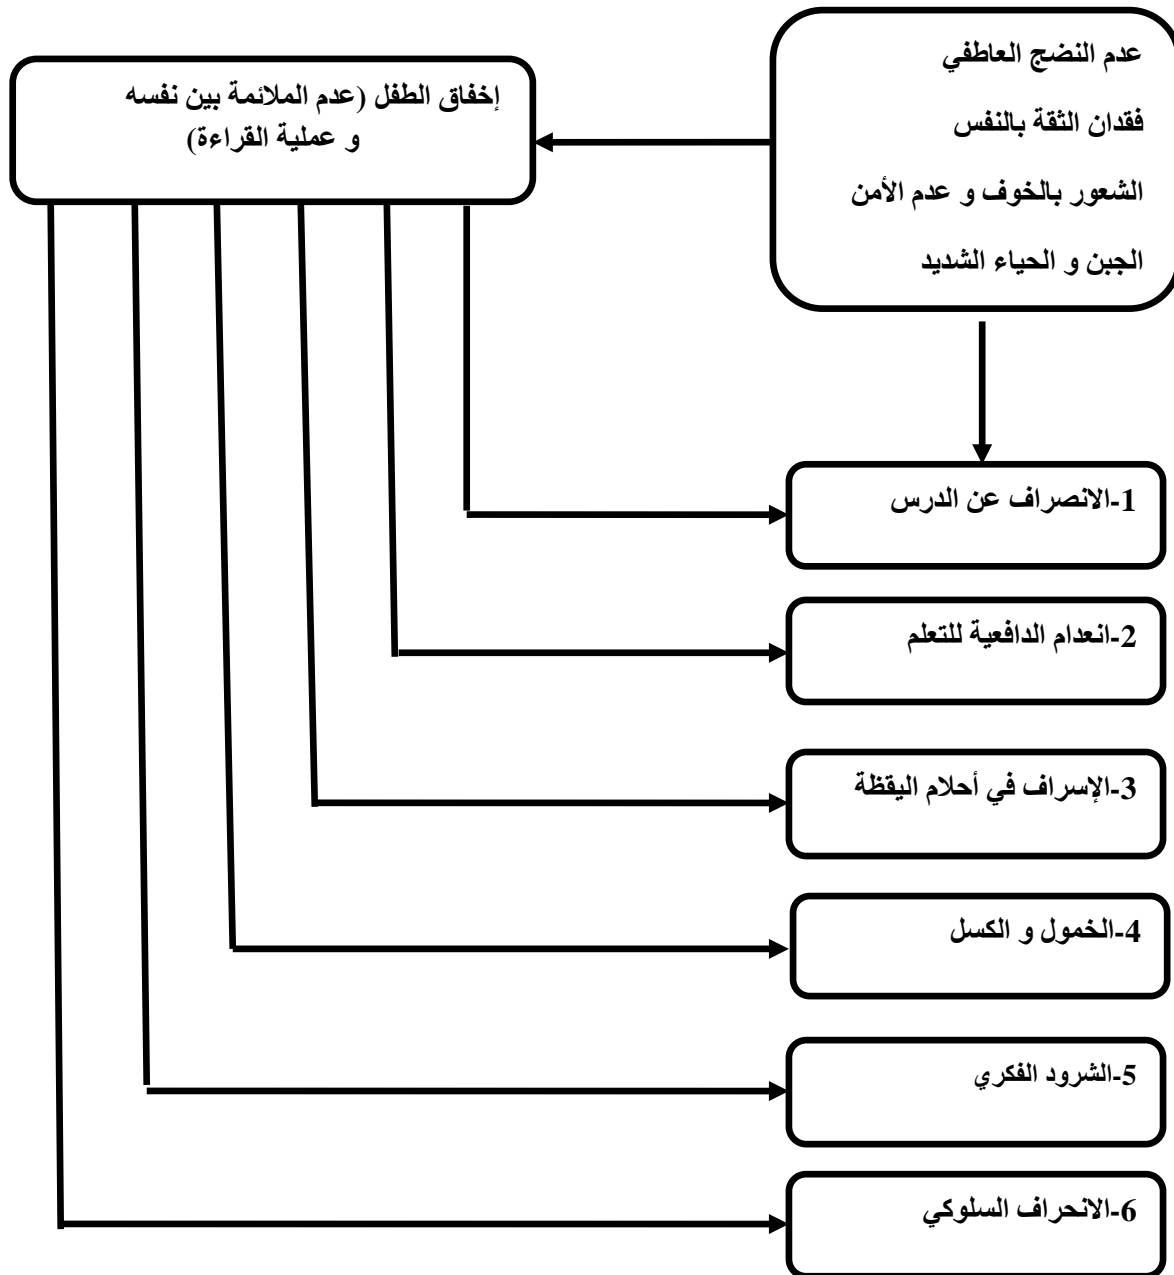 عدم النضج العاطفي
فقدان الثقة بالنفس
الشعور بالخوف و عدم الأمن
الجبن و الحياء الشديد
إخفاق الطفل (عدم الملائمة بين نفسه
و عملية القراءة)
1-الانصراف عن الدرس
2-انعدام الدافعية للتعلم
3-الإسراف في أحلام اليقظة
4-الخمول و الكسل
5-الشرود الفكري
6-الانحراف السلوكي